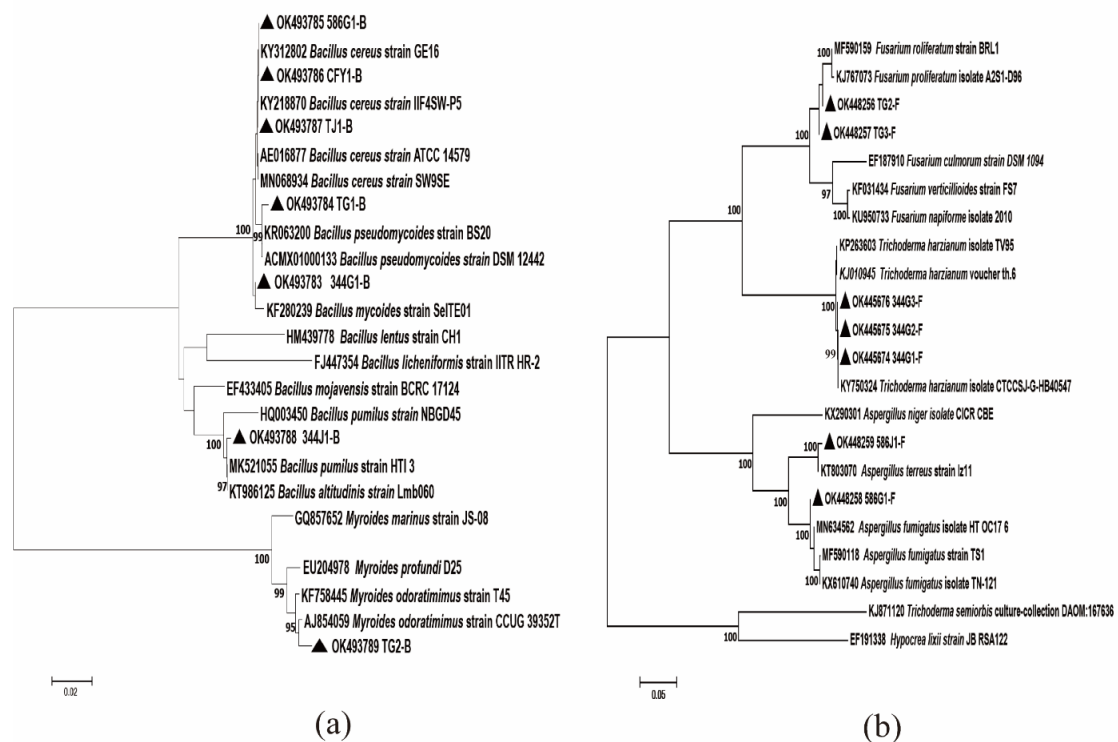 OK493785 586G1-B
KY312802 Bacillus cereus strain GE16
OK493786 CFY1-B
KY218870 Bacillus cereus strain IIF4SW-P5
OK493787 TJ1-B
AE016877 Bacillus cereus strain ATCC 14579
MN068934 Bacillus cereus strain SW9SE
OK493784 TG1-B
100
99
KR063200 Bacillus pseudomycoides strain BS20
ACMX01000133 Bacillus pseudomycoides strain DSM 12442
OK493783 344G1-B
KF280239 Bacillus mycoides strain SeITE01
HM439778 Bacillus lentus strain CH1
FJ447354 Bacillus licheniformis strain IITR HR-2
EF433405 Bacillus mojavensis strain BCRC 17124
HQ003450 Bacillus pumilus strain NBGD45
100
OK493788 344J1-B
MK521055 Bacillus pumilus strain HTI 3
97
KT986125 Bacillus altitudinis strain Lmb060
GQ857652 Myroides marinus strain JS-08
100
EU204978 Myroides profundi D25
99
KF758445 Myroides odoratimimus strain T45
AJ854059 Myroides odoratimimus strain CCUG 39352T
95
OK493789 TG2-B
0.02
(a)
MF590159 Fusarium roliferatum strain BRL1
100
KJ767073 Fusarium proliferatum isolate A2S1-D96
OK448256 TG2-F
OK448257 TG3-F
100
EF187910 Fusarium culmorum strain DSM 1094
97
KF031434 Fusarium verticillioides strain FS7
100
KU950733 Fusarium napiforme isolate 2010
100
KP263603 Trichoderma harzianum isolate TV95
KJ010945 Trichoderma harzianum voucher th.6
100
OK445676 344G3-F
OK445675 344G2-F
99
OK445674 344G1-F
KY750324 Trichoderma harzianum isolate CTCCSJ-G-HB40547
KX290301 Aspergillus niger isolate CICR CBE
100
OK448259 586J1-F
100
KT803070 Aspergillus terreus strain Iz11
OK448258 586G1-F
100
MN634562 Aspergillus fumigatus isolate HT OC17 6
MF590118 Aspergillus fumigatus strain TS1
100
KX610740 Aspergillus fumigatus isolate TN-121
KJ871120 Trichoderma semiorbis culture-collection DAOM:167636
100
EF191338 Hypocrea lixii strain JB RSA122
0.05
(b)